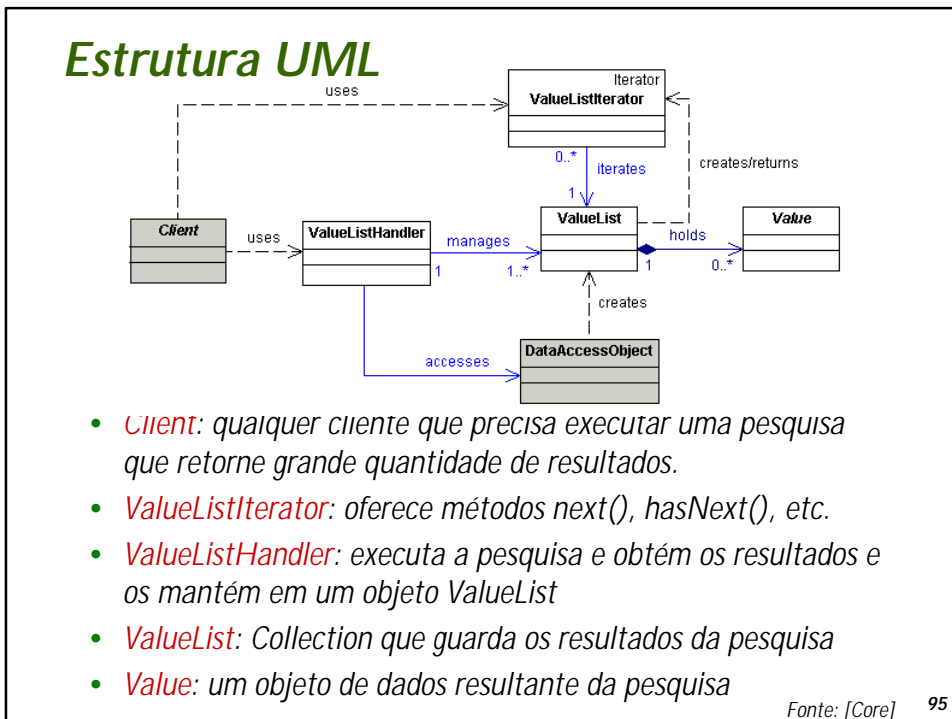 Estrutura UML
uses
Iterator
ValueListIterator
0..*
iterates
creates/returns
1
Client
uses
ValueListHandler
manages
1
1..*
ValueList
holds
1
0..*
Value
creates
accesses
DataAccessObject
• Client: qualquer cliente que precisa executar uma pesquisa
que retorne grande quantidade de resultados.
• ValueListIterator: oferece métodos next(), hasNext(), etc.
• ValueListHandler: executa a pesquisa e obtém os resultados e
os mantém em um objeto ValueList
• ValueList: Collection que guarda os resultados da pesquisa
• Value: um objeto de dados resultante da pesquisa
Fonte: [Core] 95